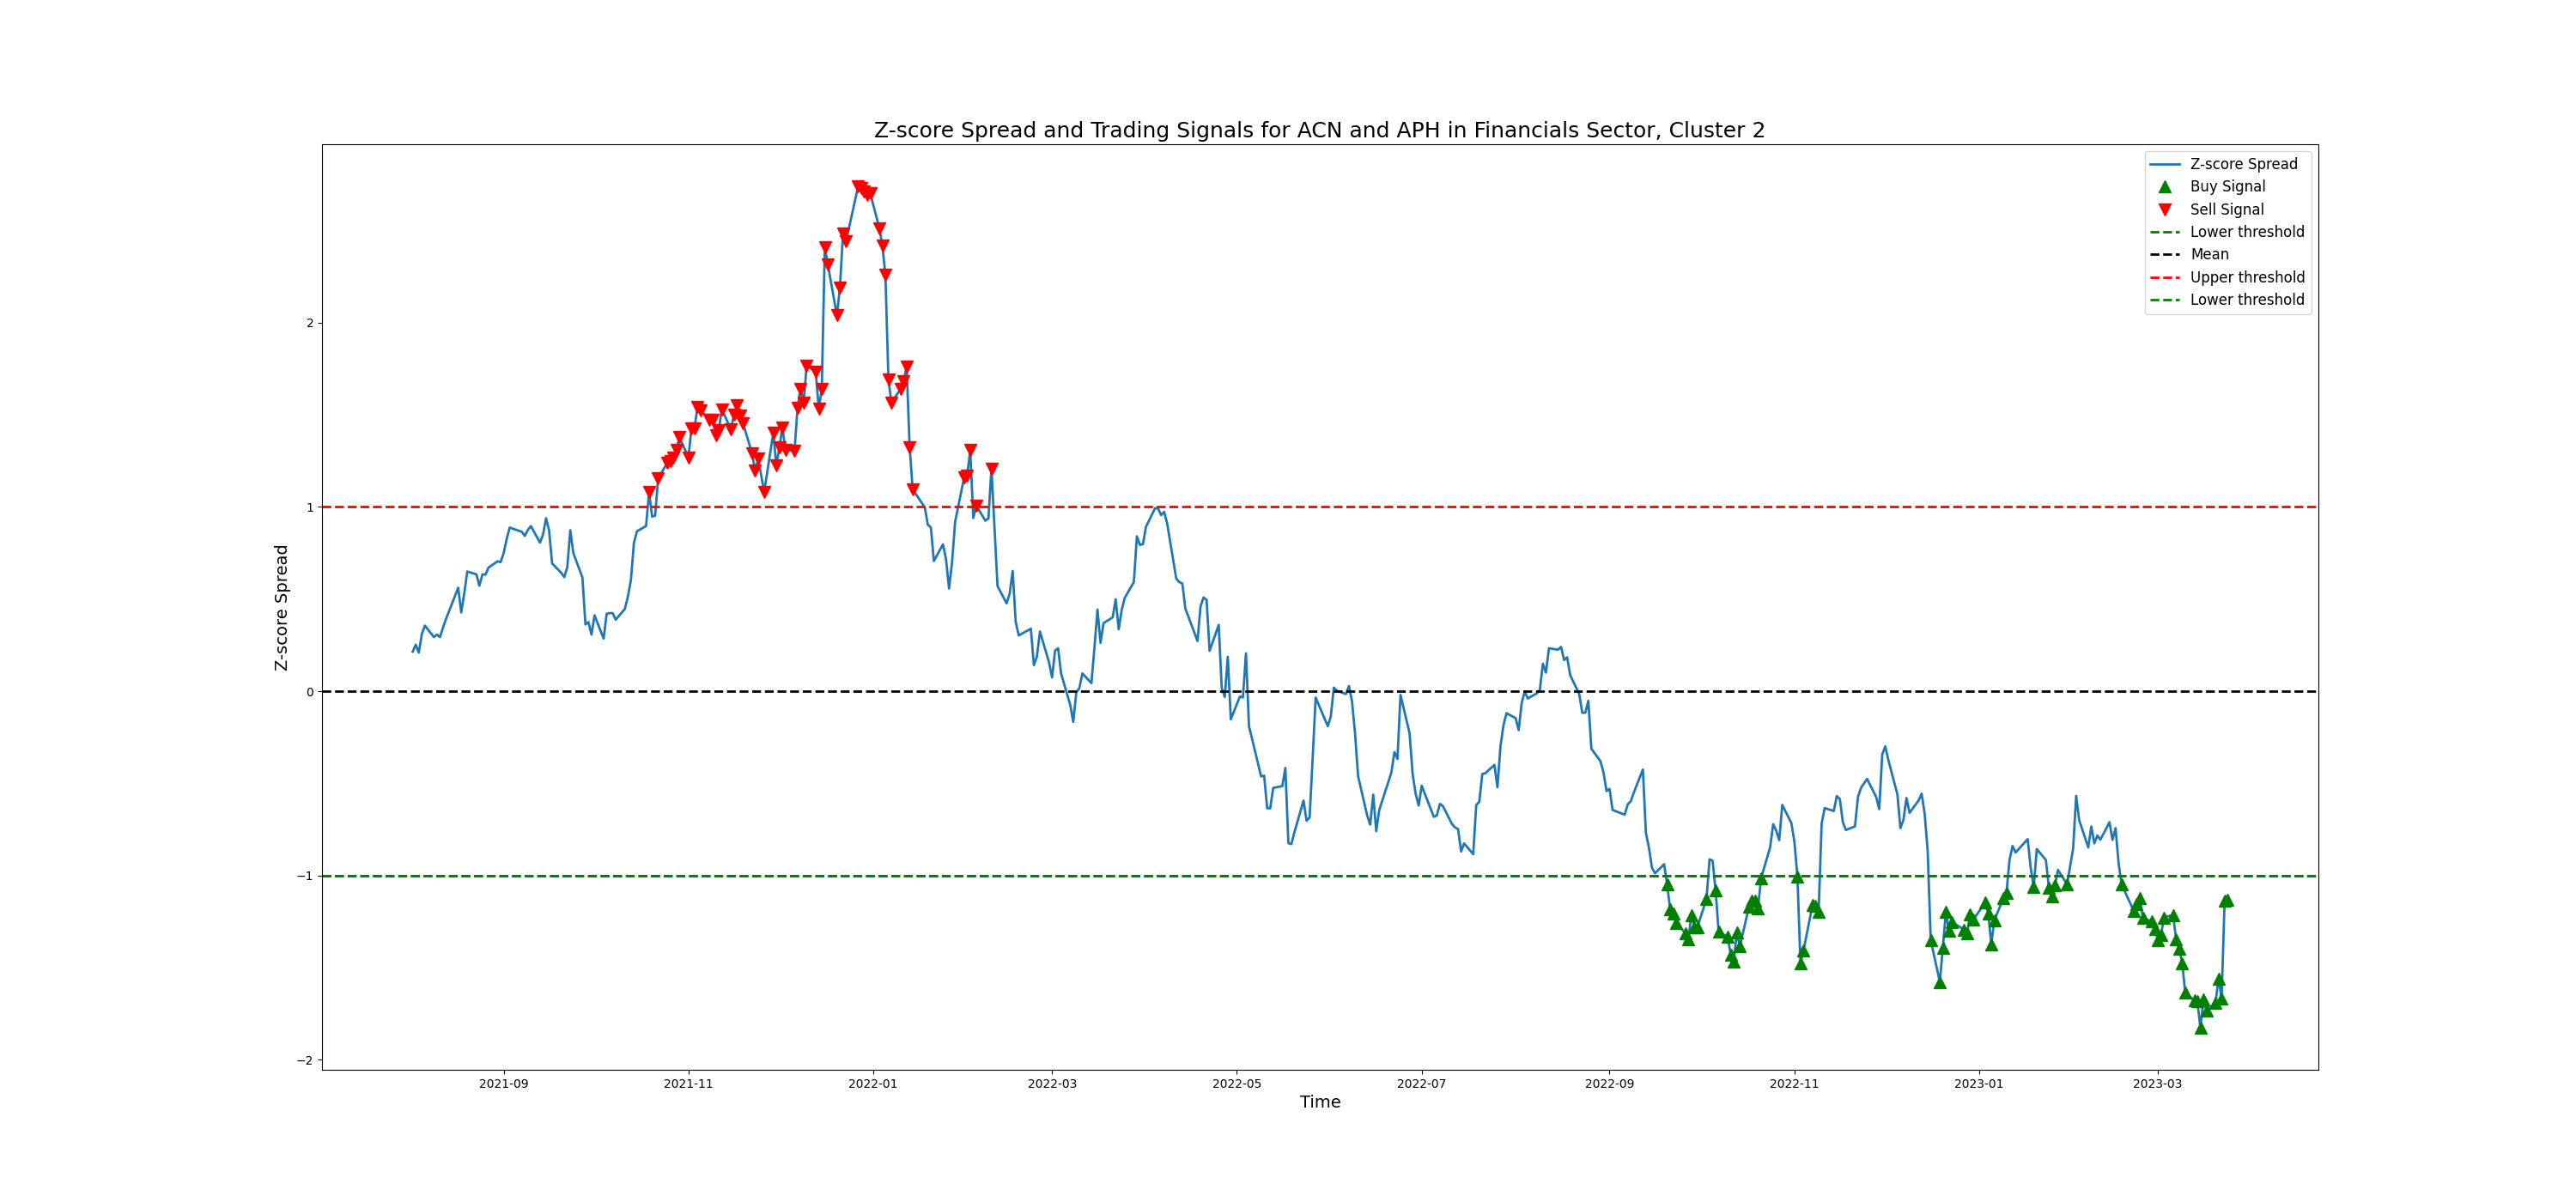 Z-score Spread and Trading Signals for ACN and APH in Financials Sector, Cluster 2
Z-score Spread
Buy Signal
Sell Signal
Lower threshold
Mean
Upper threshold
Lower threshold
Z-score Spread
2
1
0
−1
−2
2021-09 2021-11 2022-01 2022-03 2022-05 2022-07 2022-09 2022-11 2023-01 2023-03
Time